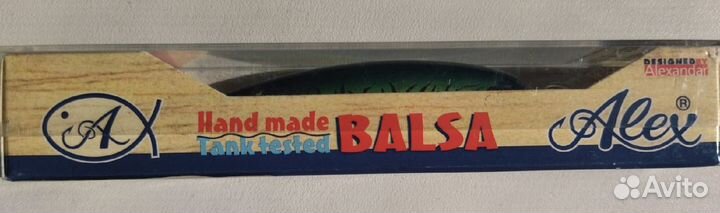 DESIGNED BY
Alexandar
A
Hand made
Tank tested
BALSA
Alex®
Avito